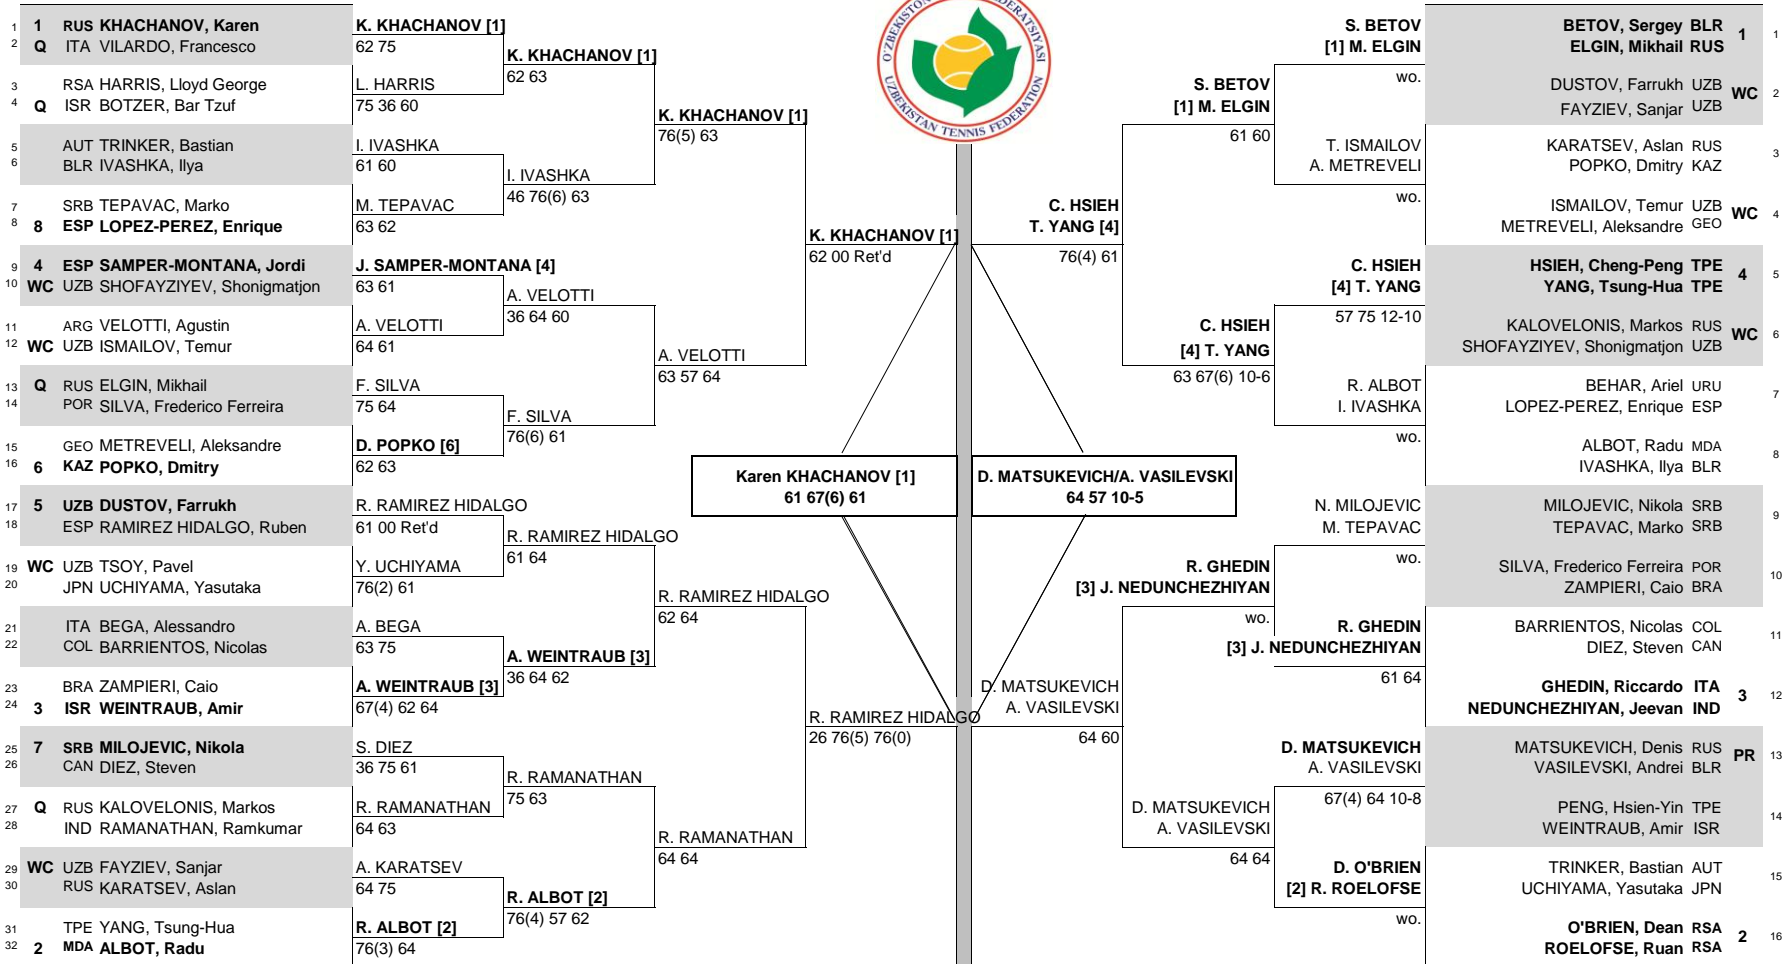 O'ZBEKISTON
UZBEKISTAN TENNIS FEDERATION
1 1 RUS KHACHANOV, Karen
2 Q ITA VILARDO, Francesco
3 RSA HARRIS, Lloyd George
4 Q ISR BOTZER, Bar Tzuf
5 AUT TRINKER, Bastian
6 BLR IVASHKA, Ilya
7 SRB TEPAVAC, Marko
8 8 ESP LOPEZ-PEREZ, Enrique
9 4 ESP SAMPER-MONTANA, Jordi
10 WC UZB SHOFAYZIYEV, Shonigmatjon
11 ARG VELOTTI, Agustin
12 WC UZB ISMAILOV, Temur
13 Q RUS ELGIN, Mikhail
14 POR SILVA, Frederico Ferreira
15 GEO METREVELI, Aleksandre
16 6 KAZ POPKO, Dmitry
17 5 UZB DUSTOV, Farrukh
18 ESP RAMIREZ HIDALGO, Ruben
19 WC UZB TSOY, Pavel
20 JPN UCHIYAMA, Yasutaka
21 ITA BEGA, Alessandro
22 COL BARRIENTOS, Nicolas
23 BRA ZAMPIERI, Caio
24 3 ISR WEINTRAUB, Amir
25 7 SRB MILOJEVIC, Nikola
26 CAN DIEZ, Steven
27 Q RUS KALOVELONIS, Markos
28 IND RAMANATHAN, Ramkumar
29 WC UZB FAYZIEV, Sanjar
30 RUS KARATSEV, Aslan
31 TPE YANG, Tsung-Hua
32 2 MDA ALBOT, Radu
K. KHACHANOV [1]
62 75
L. HARRIS
75 36 60
I. IVASHKA
61 60
M. TEPAVAC
63 62
J. SAMPER-MONTANA [4]
63 61
A. VELOTTI
64 61
F. SILVA
75 64
D. POPKO [6]
62 63
R. RAMIREZ HIDALGO
61 00 Ret'd
Y. UCHIYAMA
76(2) 61
A. BEGA
63 75
A. WEINTRAUB [3]
67(4) 62 64
S. DIEZ
36 75 61
R. RAMANATHAN
64 63
A. KARATSEV
64 75
R. ALBOT [2]
76(3) 64
K. KHACHANOV [1]
62 63
I. IVASHKA
46 76(6) 63
A. VELOTTI
36 64 60
F. SILVA
76(6) 61
R. RAMIREZ HIDALGO
61 64
A. WEINTRAUB [3]
36 64 62
R. RAMANATHAN
75 63
R. ALBOT [2]
76(4) 57 62
K. KHACHANOV [1]
76(5) 63
A. VELOTTI
63 57 64
R. RAMIREZ HIDALGO
62 64
R. RAMANATHAN
64 64
K. KHACHANOV [1]
62 00 Ret'd
R. RAMIREZ HIDALGO
26 76(5) 76(0)
Karen KHACHANOV [1]
61 67(6) 61
D. MATSUKEVICH/A. VASILEVSKI
64 57 10-5
C. HSIEH
T. YANG [4]
76(4) 61
D. MATSUKEVICH
A. VASILEVSKI
64 60
S. BETOV
[1] M. ELGIN
61 60
C. HSIEH
[4] T. YANG
63 67(6) 10-6
R. GHEDIN
[3] J. NEDUNCHEZHIYAN
wo.
D. MATSUKEVICH
A. VASILEVSKI
64 64
S. BETOV
[1] M. ELGIN
wo.
T. ISMAILOV
A. METREVELI
wo.
C. HSIEH
[4] T. YANG
57 75 12-10
R. ALBOT
I. IVASHKA
wo.
N. MILOJEVIC
M. TEPAVAC
wo.
R. GHEDIN
[3] J. NEDUNCHEZHIYAN
61 64
D. MATSUKEVICH
A. VASILEVSKI
67(4) 64 10-8
D. O'BRIEN
[2] R. ROELOFSE
wo.
BETOV, Sergey BLR 1 1
ELGIN, Mikhail RUS
DUSTOV, Farrukh UZB WC 2
FAYZIEV, Sanjar UZB
KARATSEV, Aslan RUS 3
POPKO, Dmitry KAZ
ISMAILOV, Temur UZB WC 4
METREVELI, Aleksandre GEO
HSIEH, Cheng-Peng TPE 4 5
YANG, Tsung-Hua TPE
KALOVELONIS, Markos RUS WC 6
SHOFAYZIYEV, Shonigmatjon UZB
BEHAR, Ariel URU 7
LOPEZ-PEREZ, Enrique ESP
ALBOT, Radu MDA 8
IVASHKA, Ilya BLR
MILOJEVIC, Nikola SRB 9
TEPAVAC, Marko SRB
SILVA, Frederico Ferreira POR 10
ZAMPIERI, Caio BRA
BARRIENTOS, Nicolas COL 11
DIEZ, Steven CAN
GHEDIN, Riccardo ITA 3 12
NEDUNCHEZHIYAN, Jeevan IND
MATSUKEVICH, Denis RUS PR 13
VASILEVSKI, Andrei BLR
PENG, Hsien-Yin TPE 14
WEINTRAUB, Amir ISR
TRINKER, Bastian AUT 15
UCHIYAMA, Yasutaka JPN
O'BRIEN, Dean RSA 2 16
ROELOFSE, Ruan RSA